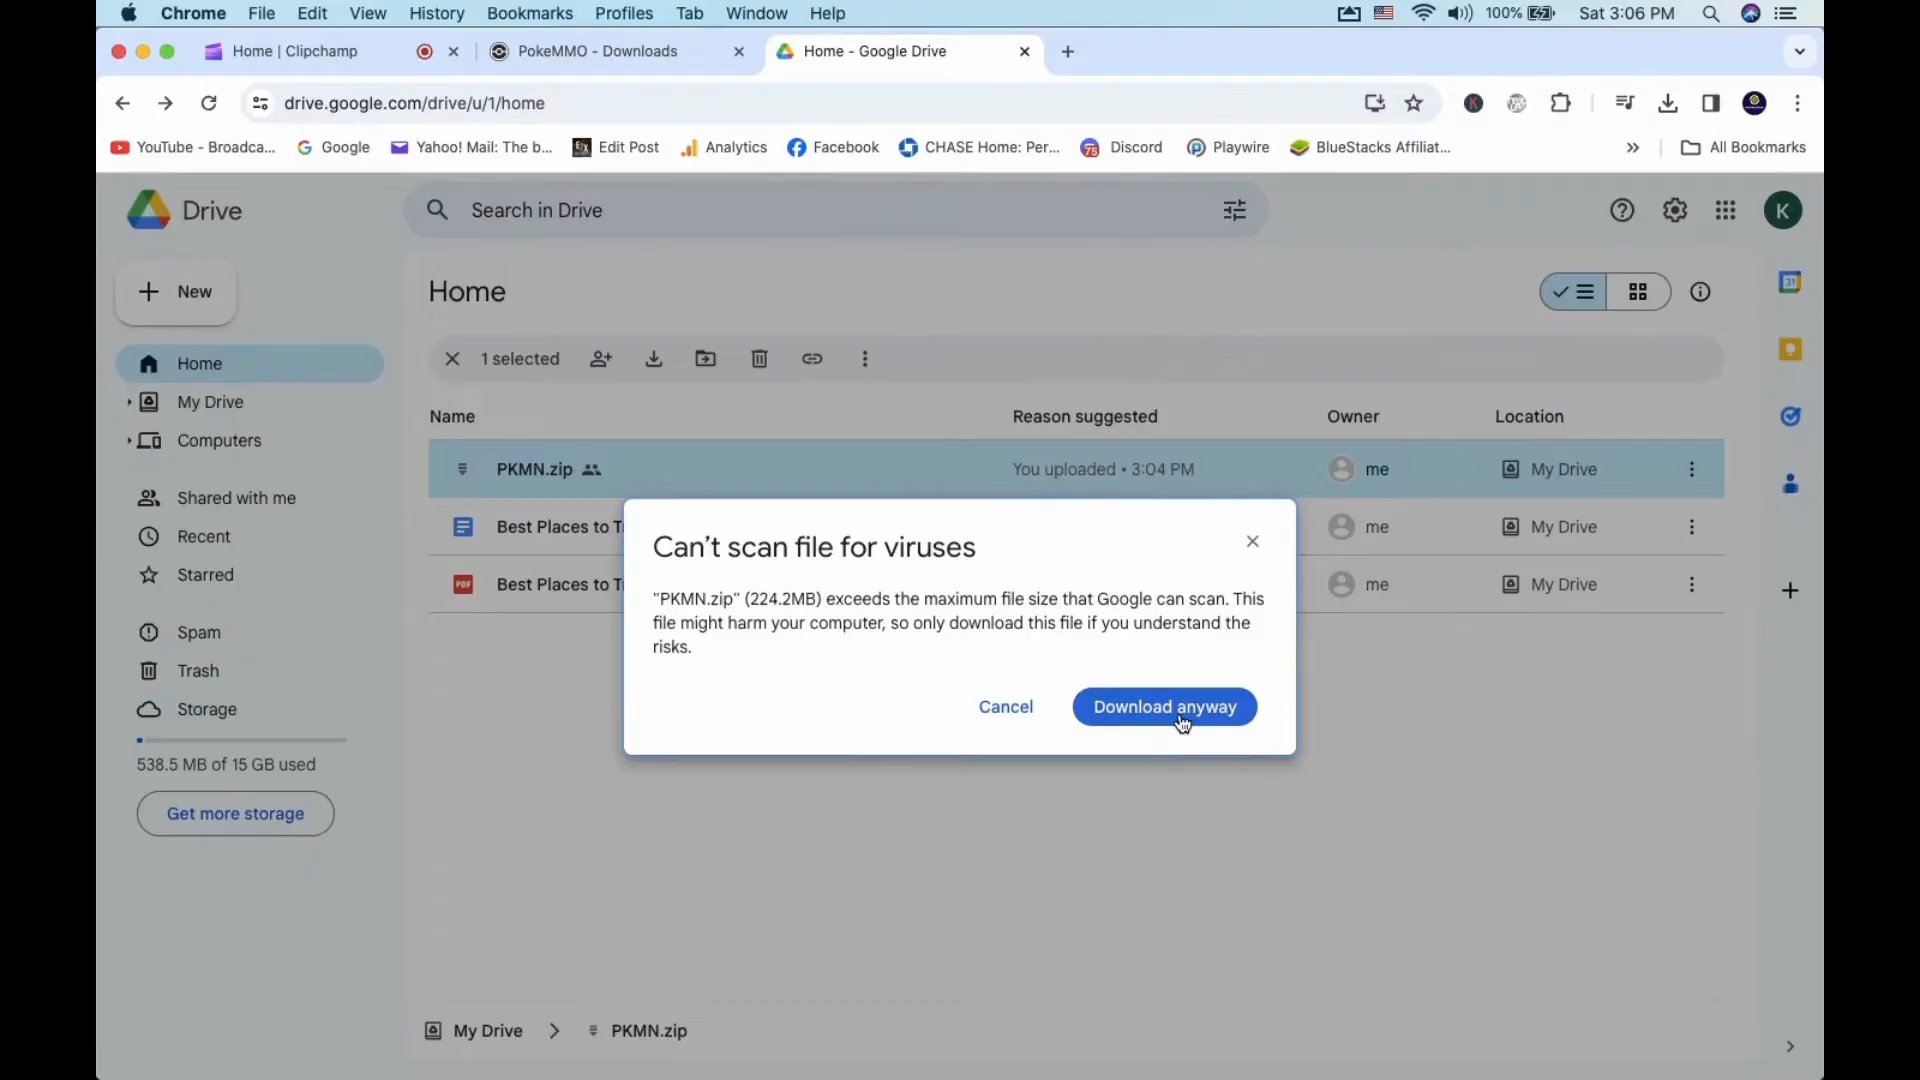 Chrome File Edit View History Bookmarks Profiles Tab Window Help 100% Sat 3:06 PM
Home | Clipchamp PokeMMO - Downloads Home - Google Drive
drive.google.com/drive/u/1/home
YouTube - Broadca... Google Yahoo! Mail: The b... Edit Post Analytics Facebook CHASE Home: Per... Discord Playwire BlueStacks Affiliat... All Bookmarks
Drive Search in Drive K
New
Home
Home
My Drive
Computers
Shared with me
Recent
Starred
Spam
Trash
Storage
538.5 MB of 15 GB used
Get more storage
1 selected
Name Reason suggested Owner Location
PKMN.zip You uploaded • 3:04 PM me My Drive
Best Places to T me My Drive
PDF Best Places to T me My Drive
Can't scan file for viruses
"PKMN.zip" (224.2MB) exceeds the maximum file size that Google can scan. This
file might harm your computer, so only download this file if you understand the
risks.
Cancel Download anyway
My Drive PKMN.zip
31